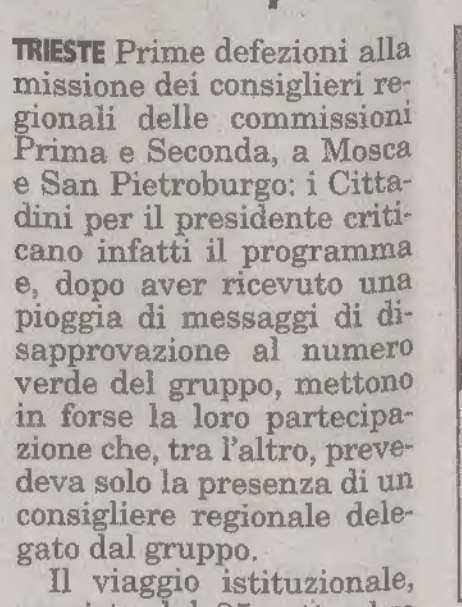 TRIESTE Prime defezioni alla
missione dei consiglieri re-
gionali delle commissioni
Prima e Seconda, a Mosca
e San Pietroburgo: i Citta-
dini per il presidente criti-
cano infatti il programma
e, dopo aver ricevuto una
pioggia di messaggi di di-
sapprovazione al numero
verde del gruppo, mettono
in forse la loro partecipa-
zione che, tra l'altro, preve-
deva solo la presenza di un
consigliere regionale dele-
gato dal gruppo.
Il viaggio istituzionale,